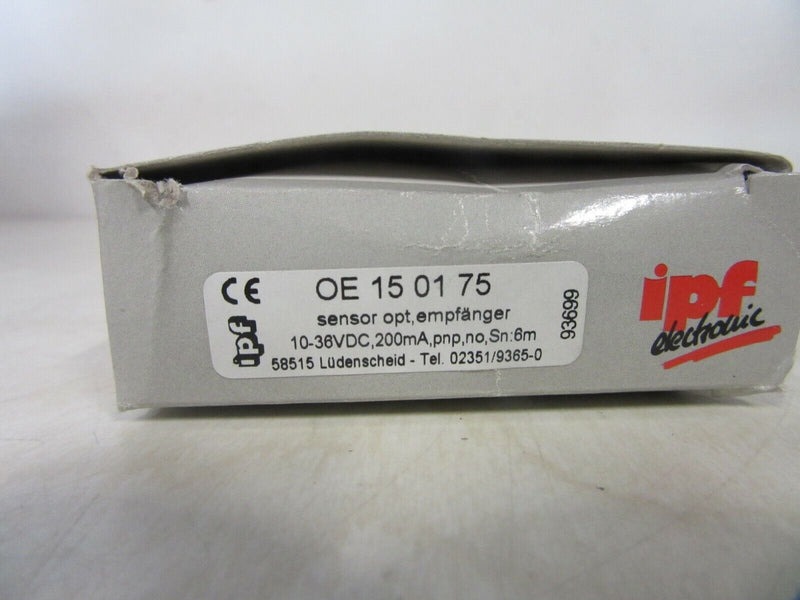 CE
OE 15 01 75
ipf
sensor opt,empfänger
10-36VDC,200mA,pnp,no,Sn:6m
58515 Lüdenscheid - Tel. 02351/9365-0
93699
ipf
electronic